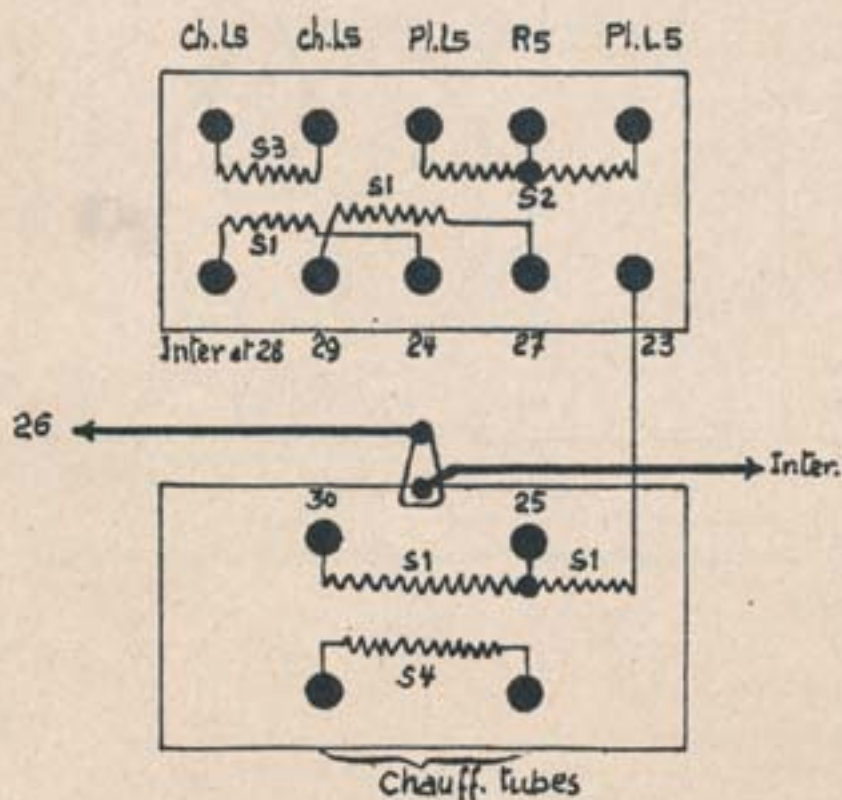 Ch.L5 ch.L5 Pl.L5 R5 Pl.L.5
S3
S1
S2
S1
Inter et 28 29 24 27 23
26
Inter.
30 25
S1 S1
S4
Chauff. tubes